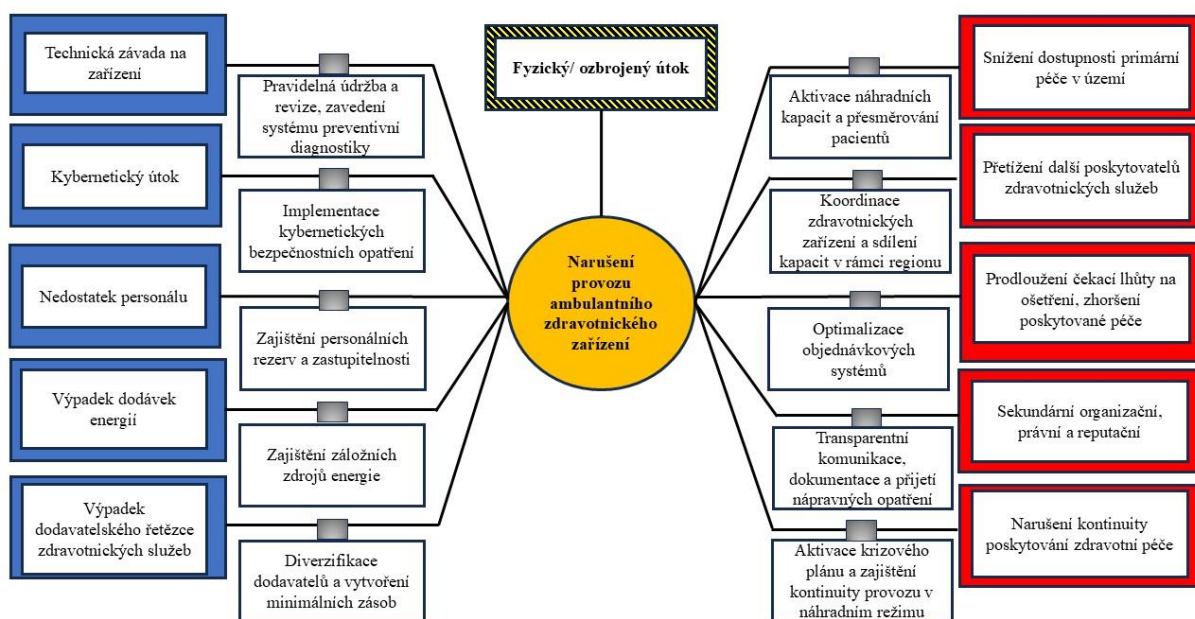 Technická závada na
zařízení
Pravidelná údržba a
revize, zavedení
systému preventivní
diagnostiky
Kybernetický útok
Implementace
kybernetických
bezpečnostních opatření
Nedostatek personálu
Zajištění personálních
rezerv a zastupitelnosti
Výpadek dodávek
energií
Zajištění záložních
zdrojů energie
Výpadek
dodavatelského řetězce
zdravotnických služeb
Diverzifikace
dodavatelů a vytvoření
minimálních zásob
Fyzický/ ozbrojený útok
Narušení
provozu
ambulantního
zdravotnického
zařízení
Aktivace náhradních
kapacit a přesměrování
pacientů
Snížení dostupnosti primární
péče v území
Koordinace
zdravotnických
zařízení a sdílení
kapacit v rámci regionu
Přetížení další poskytovatelů
zdravotnických služeb
Optimalizace
objednávkových
systémů
Prodloužení čekací lhůty na
ošetření, zhoršení
poskytované péče
Transparentní
komunikace,
dokumentace a přijetí
nápravných opatření
Sekundární organizační,
právní a reputační
Aktivace krizového
plánu a zajištění
kontinuity provozu v
náhradním režimu
Narušení kontinuity
poskytování zdravotní péče